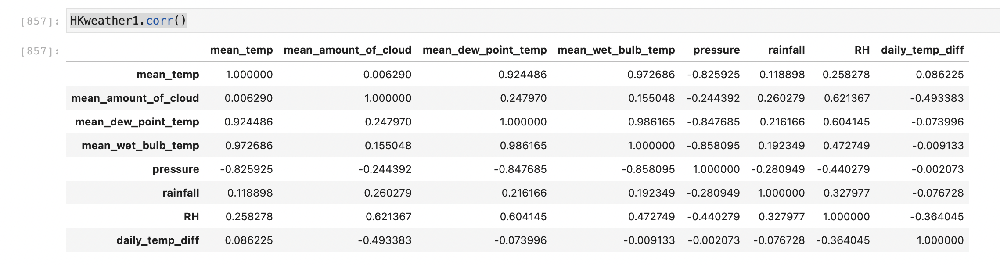 [857]: HKweather1.corr()
[857]: mean_temp mean_amount_of_cloud mean_dew_point_temp mean_wet_bulb_temp pressure rainfall RH daily_temp_diff
mean_temp 1.000000 0.006290 0.924486 0.972686 -0.825925 0.118898 0.258278 0.086225
mean_amount_of_cloud 0.006290 1.000000 0.247970 0.155048 -0.244392 0.260279 0.621367 -0.493383
mean_dew_point_temp 0.924486 0.247970 1.000000 0.986165 -0.847685 0.216166 0.604145 -0.073996
mean_wet_bulb_temp 0.972686 0.155048 0.986165 1.000000 -0.858095 0.192349 0.472749 -0.009133
pressure -0.825925 -0.244392 -0.847685 -0.858095 1.000000 -0.280949 -0.440279 -0.002073
rainfall 0.118898 0.260279 0.216166 0.192349 -0.280949 1.000000 0.327977 -0.076728
RH 0.258278 0.621367 0.604145 0.472749 -0.440279 0.327977 1.000000 -0.364045
daily_temp_diff 0.086225 -0.493383 -0.073996 -0.009133 -0.002073 -0.076728 -0.364045 1.000000